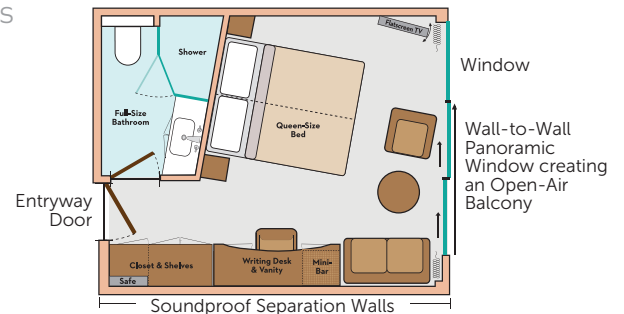 S
Flatscreen TV
Shower
Window
Full-Size
Bathroom
Queen-Size
Bed
Wall-to-Wall
Panoramic
Window creating
an Open-Air
Balcony
Entryway
Door
Closet & Shelves
Safe
Writing Desk
& Vanity
Mini-
Bar
Soundproof Separation Walls